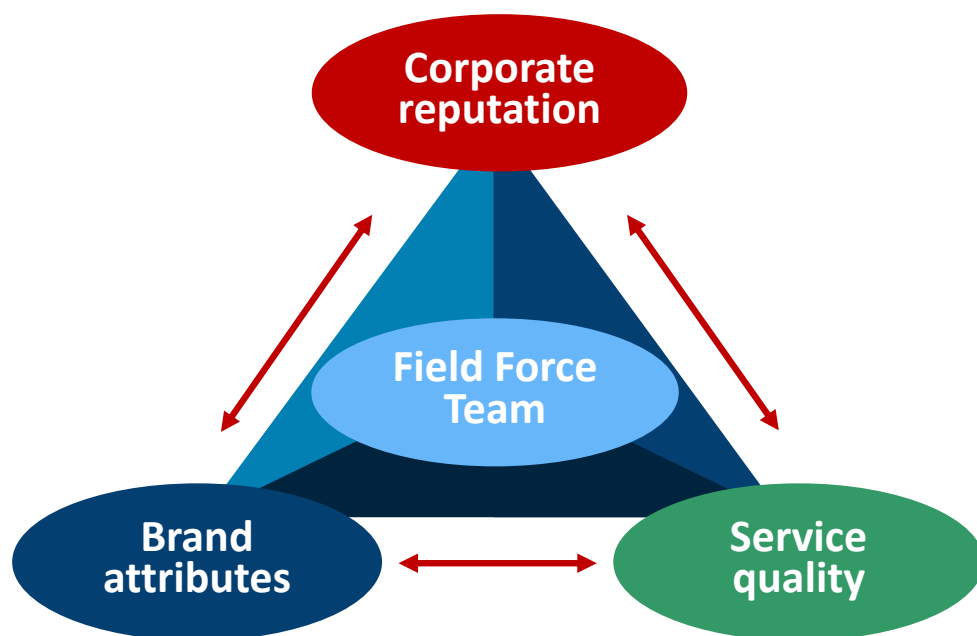 Corporate
reputation
Field Force
Team
Brand
attributes
Service
quality